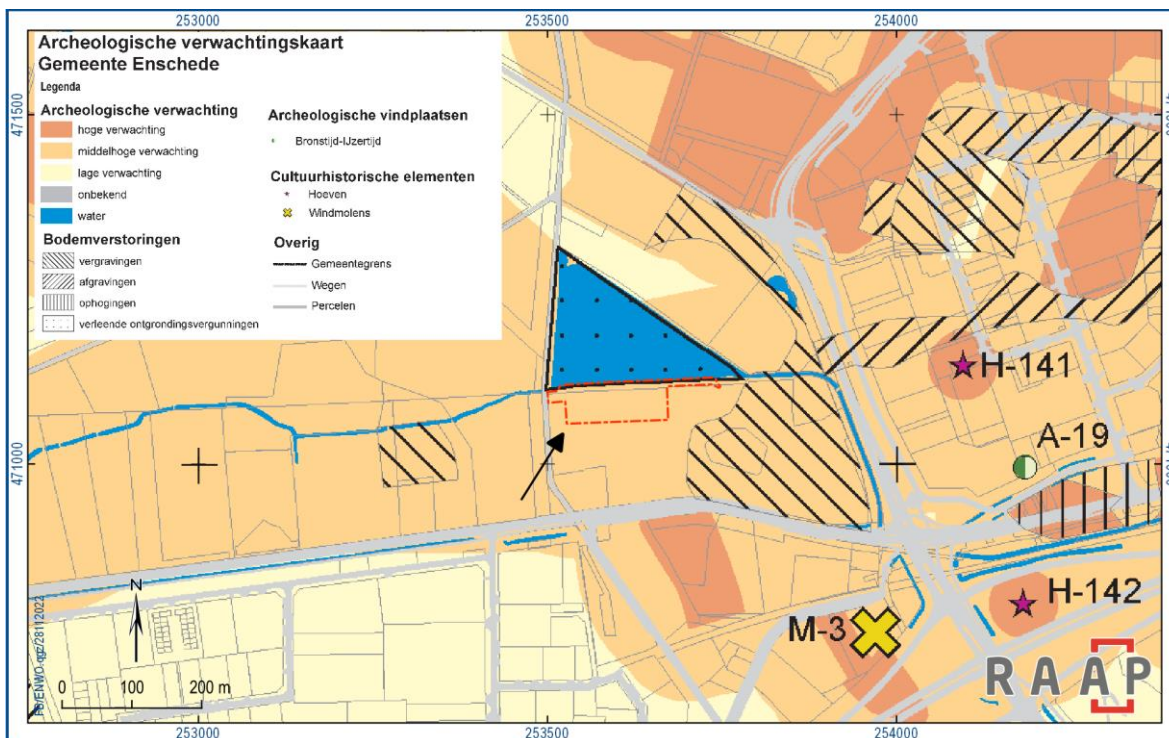 253000
253500
254000
Archeologische verwachtingskaart
Gemeente Enschede
Legenda
Archeologische verwachting
hoge verwachting
middelhoge verwachting
lage verwachting
onbekend
water
Bodemverstoringen
vergravingen
afgravingen
ophogingen
verleende ontgrondingsvergunningen
Archeologische vindplaatsen
Bronstijd-IJzertijd
Cultuurhistorische elementen
Hoeven
Windmolens
Overig
Gemeentegrens
Wegen
Percelen
471500
471000
H-141
A-19
H-142
M-3
N
0
100
200 m
RAAP
253000
253500
254000